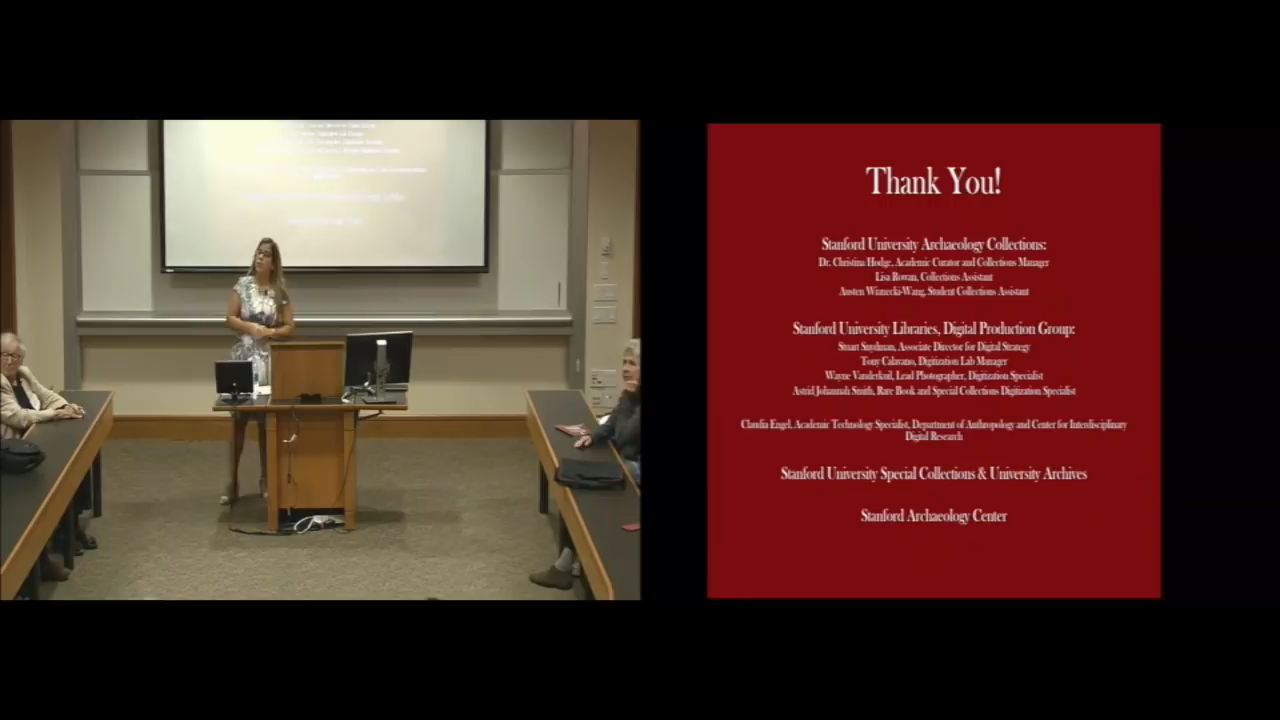 Thank You!
Stanford University Archaeology Collections:
Dr. Christina Hodge, Academic Curator and Collections Manager
Lisa Rowan, Collections Assistant
Austen Wianecki-Wang, Student Collections Assistant
Stanford University Libraries, Digital Production Group:
Stuart Snydman, Associate Director for Digital Strategy
Tony Calavano, Digitization Lab Manager
Wayne Vanderkuil, Lead Photographer, Digitization Specialist
Astrid Johannah Smith, Rare Book and Special Collections Digitization Specialist
Claudia Engel, Academic Technology Specialist, Department of Anthropology and Center for Interdisciplinary
Digital Research
Stanford University Special Collections & University Archives
Stanford Archaeology Center